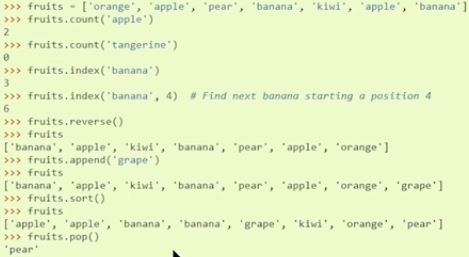 >>> fruits = ['orange', 'apple', 'pear', 'banana', 'kiwi', 'apple', 'banana']
>>> fruits.count('apple')
2
>>> fruits.count('tangerine')
0
>>> fruits.index('banana')
3
>>> fruits.index('banana', 4)  # Find next banana starting a position 4
6
>>> fruits.reverse()
>>> fruits
['banana', 'apple', 'kiwi', 'banana', 'pear', 'apple', 'orange']
>>> fruits.append('grape')
>>> fruits
['banana', 'apple', 'kiwi', 'banana', 'pear', 'apple', 'orange', 'grape']
>>> fruits.sort()
>>> fruits
['apple', 'apple', 'banana', 'banana', 'grape', 'kiwi', 'orange', 'pear']
>>> fruits.pop()
'pear'